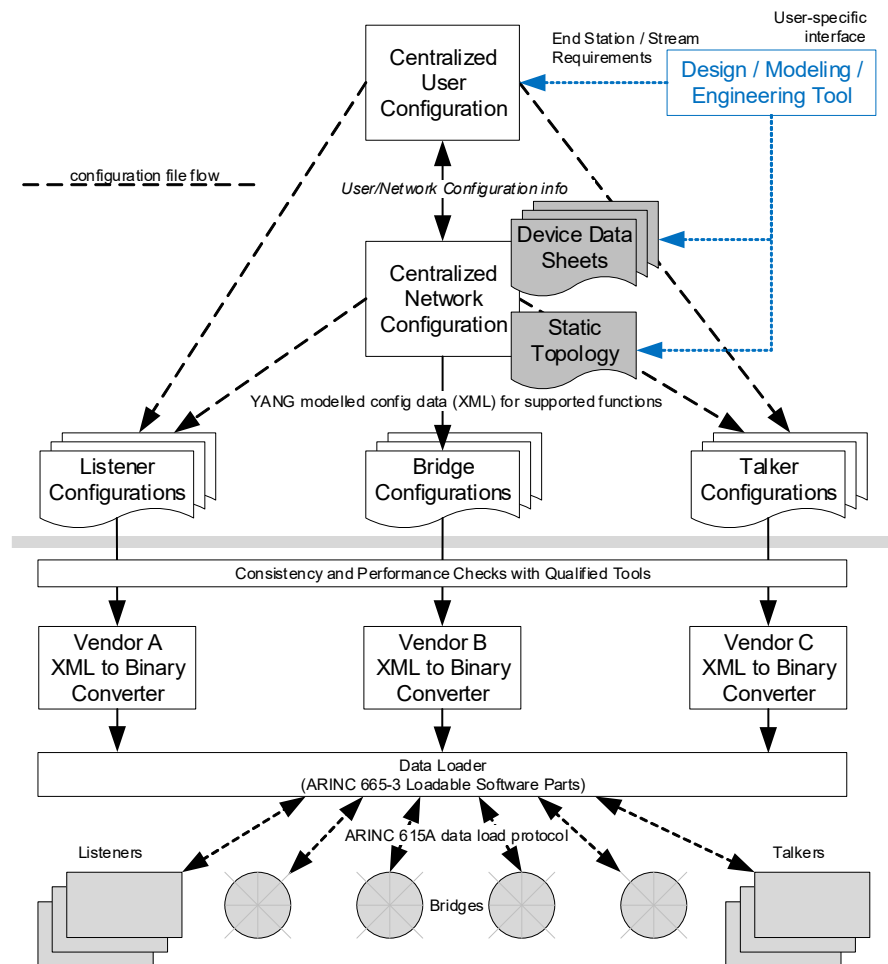 User-specific
interface
End Station / Stream
Requirements
Centralized
User
Configuration
Design / Modeling /
Engineering Tool
configuration file flow
User/Network Configuration info
Device Data
Sheets
Centralized
Network
Configuration
Static
Topology
YANG modelled config data (XML) for supported functions
Listener
Configurations
Bridge
Configurations
Talker
Configurations
Consistency and Performance Checks with Qualified Tools
Vendor A
XML to Binary
Converter
Vendor B
XML to Binary
Converter
Vendor C
XML to Binary
Converter
Data Loader
(ARINC 665-3 Loadable Software Parts)
ARINC 615A data load protocol
Listeners
Talkers
Bridges